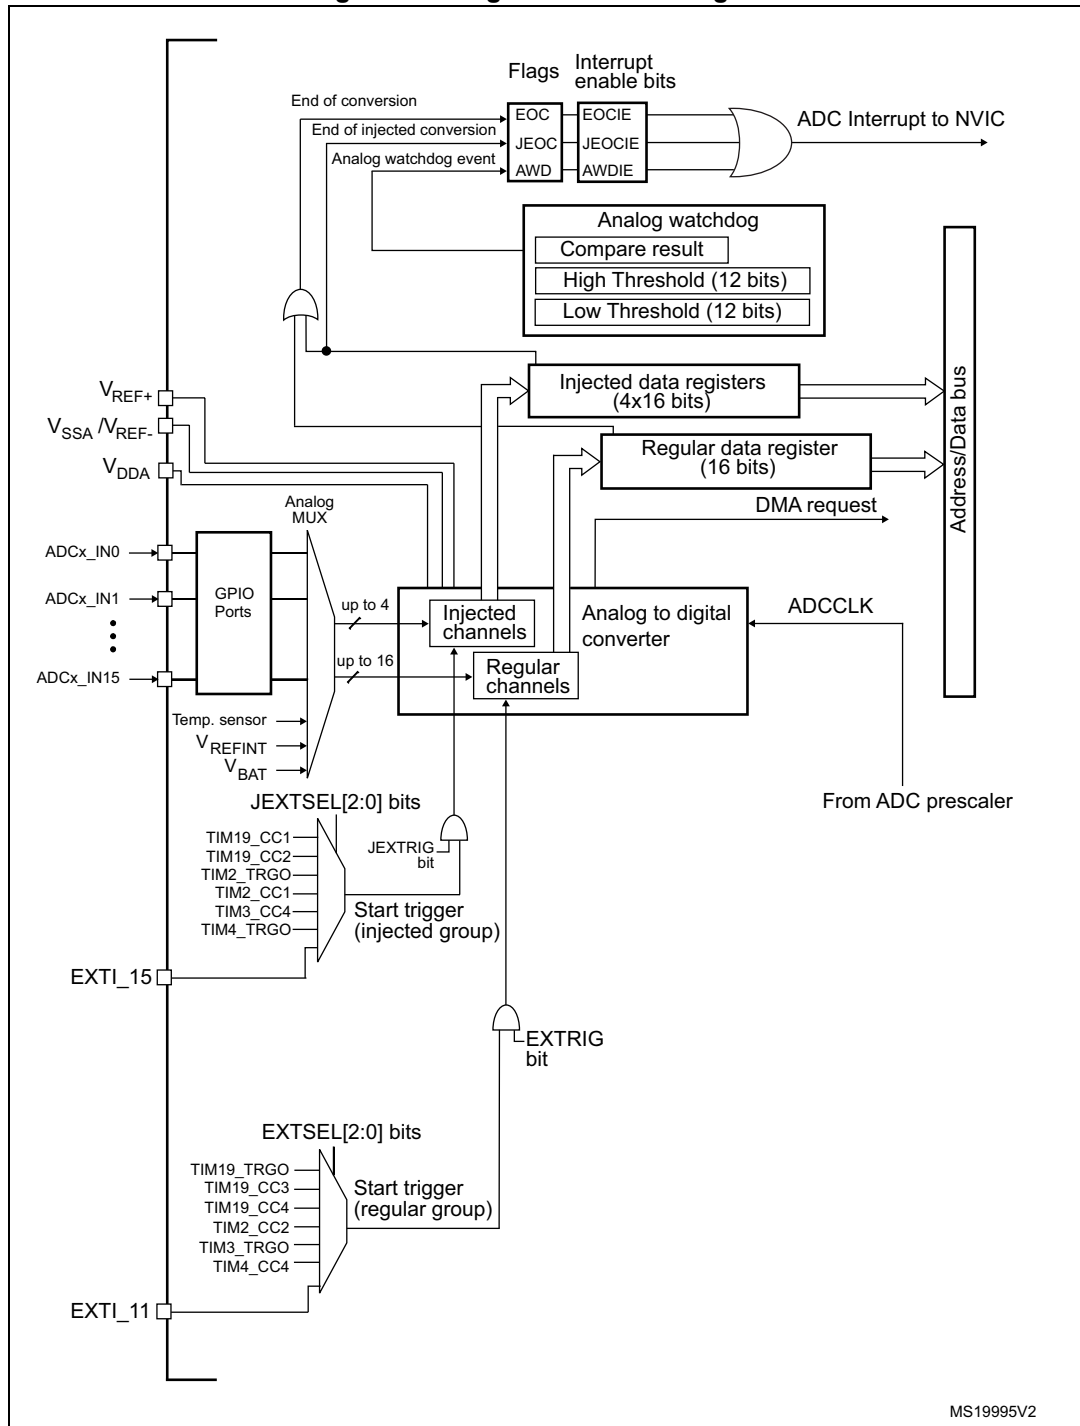 Flags
Interrupt
enable bits
End of conversion
EOC
EOCIE
ADC Interrupt to NVIC
End of injected conversion
JEOC
JEOCIE
Analog watchdog event
AWD
AWDIE
Analog watchdog
Compare result
High Threshold (12 bits)
Low Threshold (12 bits)
Injected data registers
(4x16 bits)
Regular data register
(16 bits)
Address/Data bus
VREF+
VSSA /VREF-
VDDA
DMA request
Analog
MUX
ADCx_IN0
ADCx_IN1
ADCx_IN15
GPIO
Ports
up to 4
up to 16
Injected
channels
Regular
channels
Analog to digital
converter
ADCCLK
Temp. sensor
VREFINT
VBAT
From ADC prescaler
JEXTSEL[2:0] bits
TIM19_CC1
TIM19_CC2
TIM2_TRGO
TIM2_CC1
TIM3_CC4
TIM4_TRGO
JEXTRIG
bit
Start trigger
(injected group)
EXTI_15
EXTRIG
bit
EXTSEL[2:0] bits
TIM19_TRGO
TIM19_CC3
TIM19_CC4
TIM2_CC2
TIM3_TRGO
TIM4_CC4
Start trigger
(regular group)
EXTI_11
MS19995V2